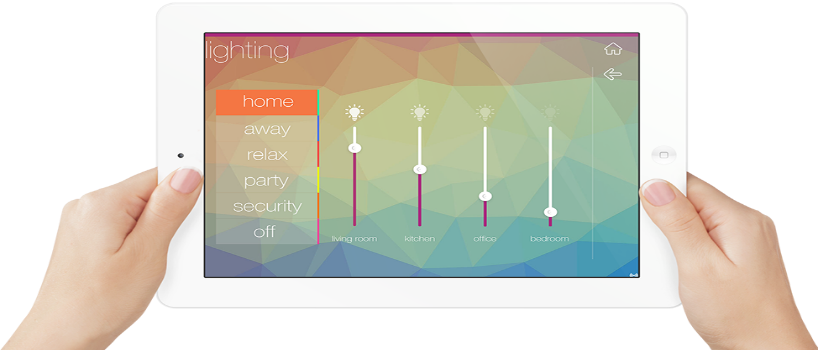 lighting
home
away
relax
party
security
off
living room
kitchen
office
bedroom